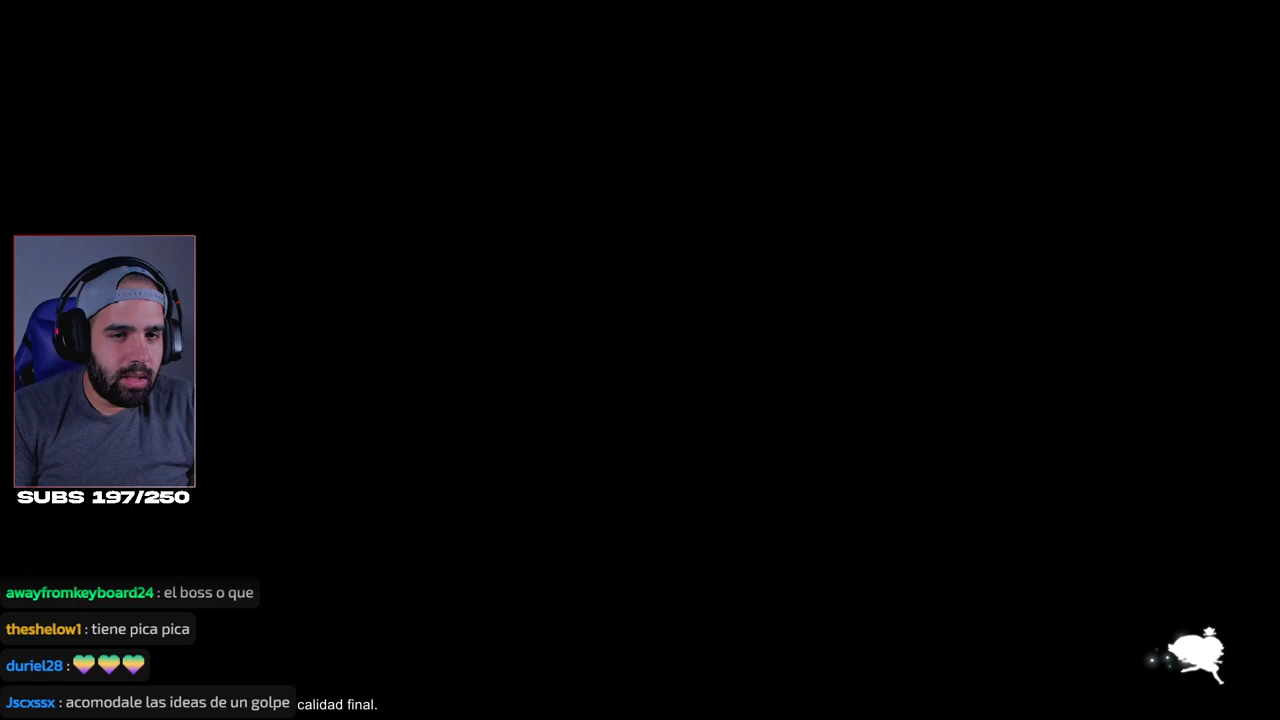 SUBS 197/250
awayfromkeyboard24 : el boss o que
theshelow1 : tiene pica pica
duriel28 : 
Jscxssx : acomodale las ideas de un golpe calidad final.